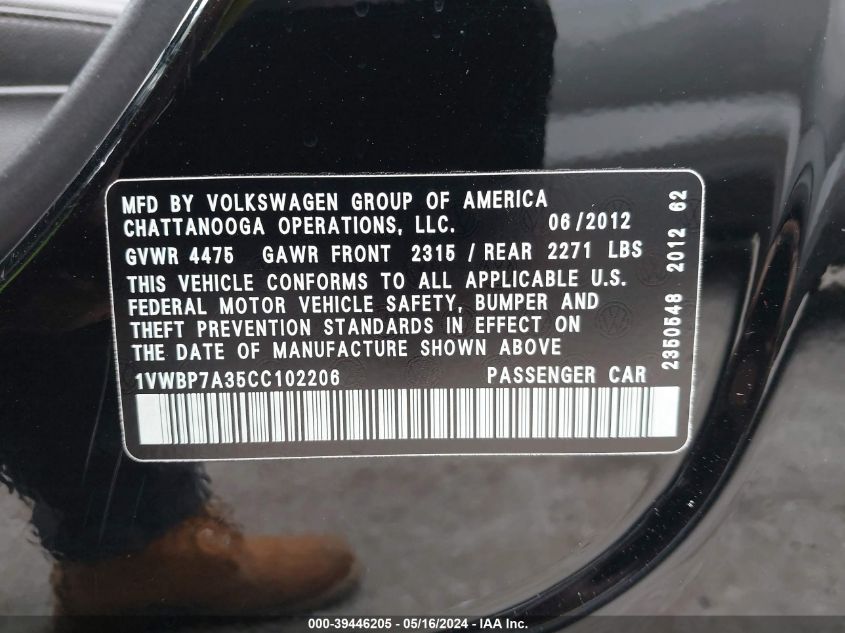 MFD BY VOLKSWAGEN GROUP OF AMERICA
CHATTANOOGA OPERATIONS, LLC. 06/2012
GVWR 4475 GAWR FRONT 2315 / REAR 2271 LBS
THIS VEHICLE CONFORMS TO ALL APPLICABLE U.S.
FEDERAL MOTOR VEHICLE SAFETY, BUMPER AND
THEFT PREVENTION STANDARDS IN EFFECT ON
THE DATE OF MANUFACTURE SHOWN ABOVE
1VWBP7A35CC102206 PASSENGER CAR
2350548 2012 62
000-39446205 - 05/16/2024 - IAA Inc.